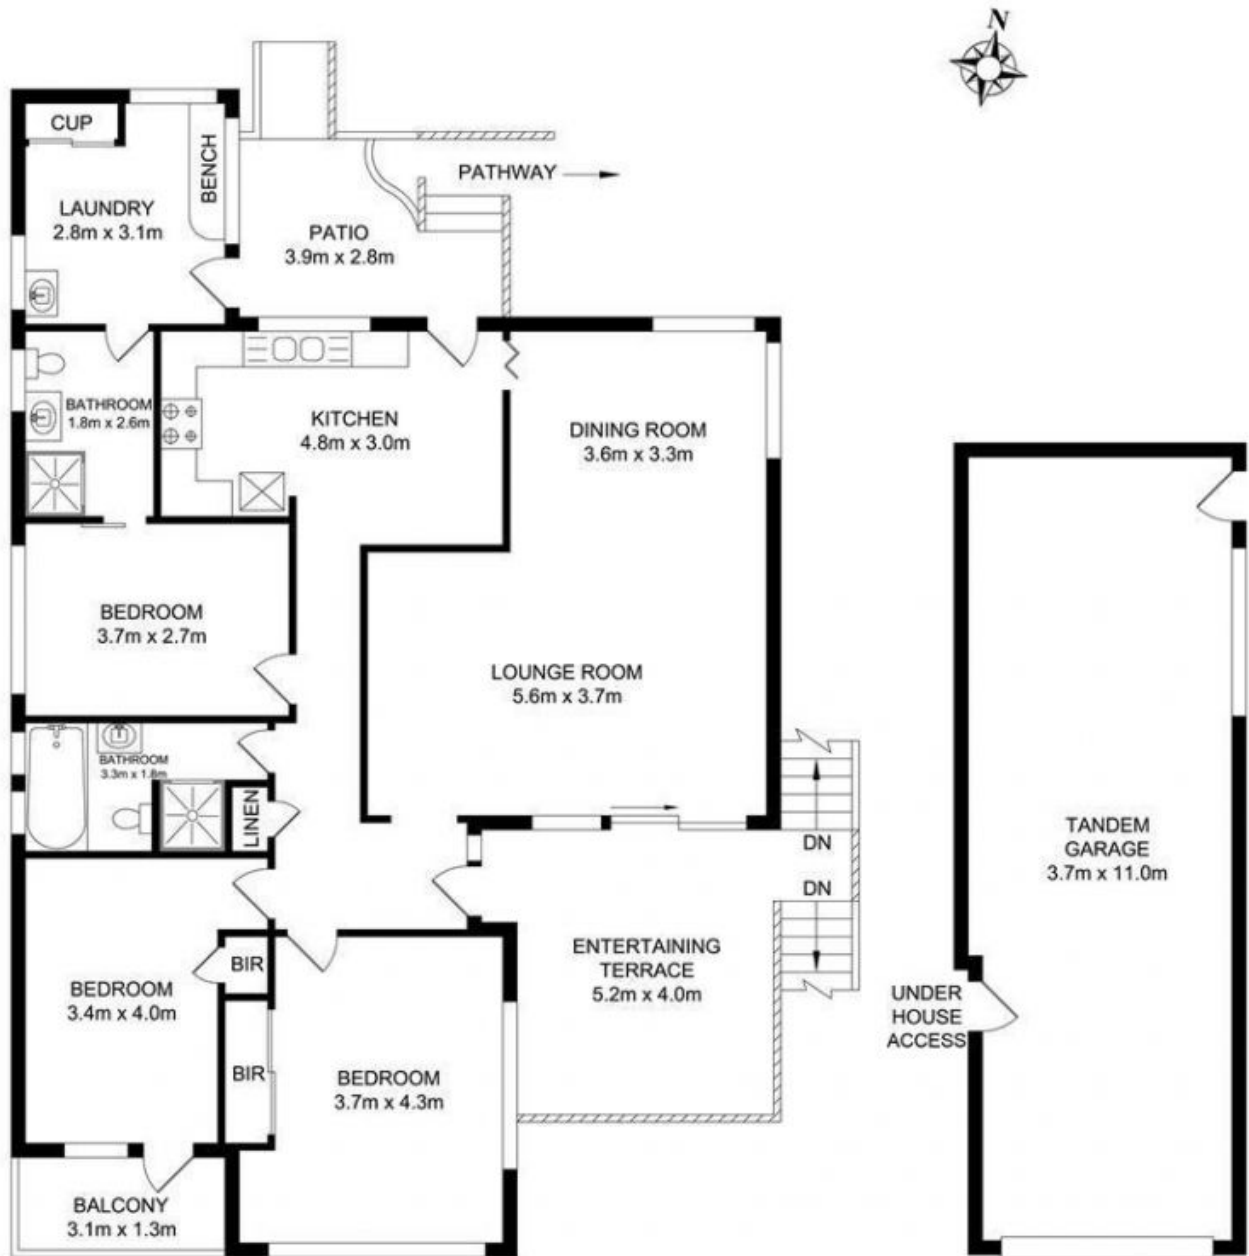 N
CUP
BENCH
PATHWAY
LAUNDRY
2.8m x 3.1m
PATIO
3.9m x 2.8m
BATHROOM
1.8m x 2.6m
KITCHEN
4.8m x 3.0m
DINING ROOM
3.6m x 3.3m
BEDROOM
3.7m x 2.7m
LOUNGE ROOM
5.6m x 3.7m
BATHROOM
3.3m x 1.8m
LINEN
DN
DN
TANDEM
GARAGE
3.7m x 11.0m
BEDROOM
3.4m x 4.0m
BIR
BIR
ENTERTAINING
TERRACE
5.2m x 4.0m
UNDER
HOUSE
ACCESS
BEDROOM
3.7m x 4.3m
BALCONY
3.1m x 1.3m